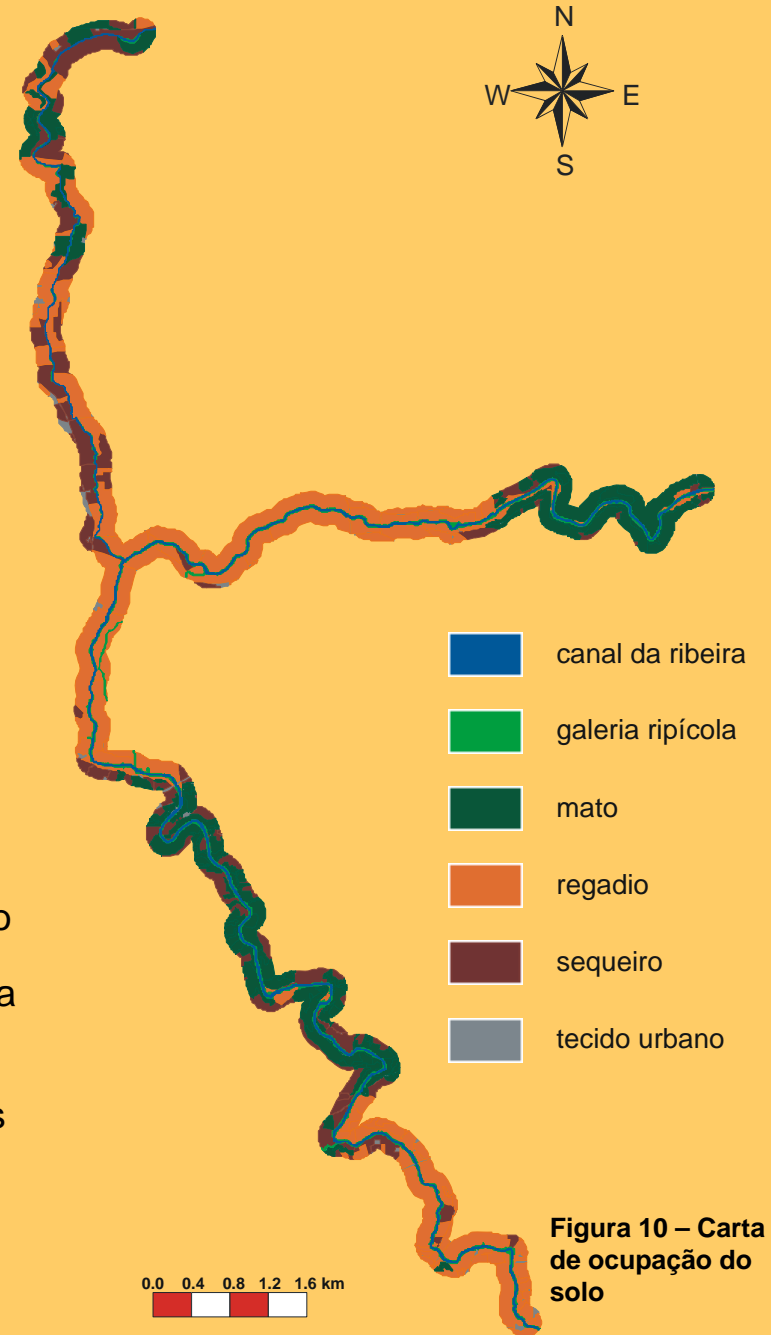 N
W E
S
canal da ribeira
galeria ripícola
mato
regadio
sequeiro
tecido urbano
o
a
s
Figura 10 – Carta
de ocupação do
solo
0.0 0.4 0.8 1.2 1.6 km